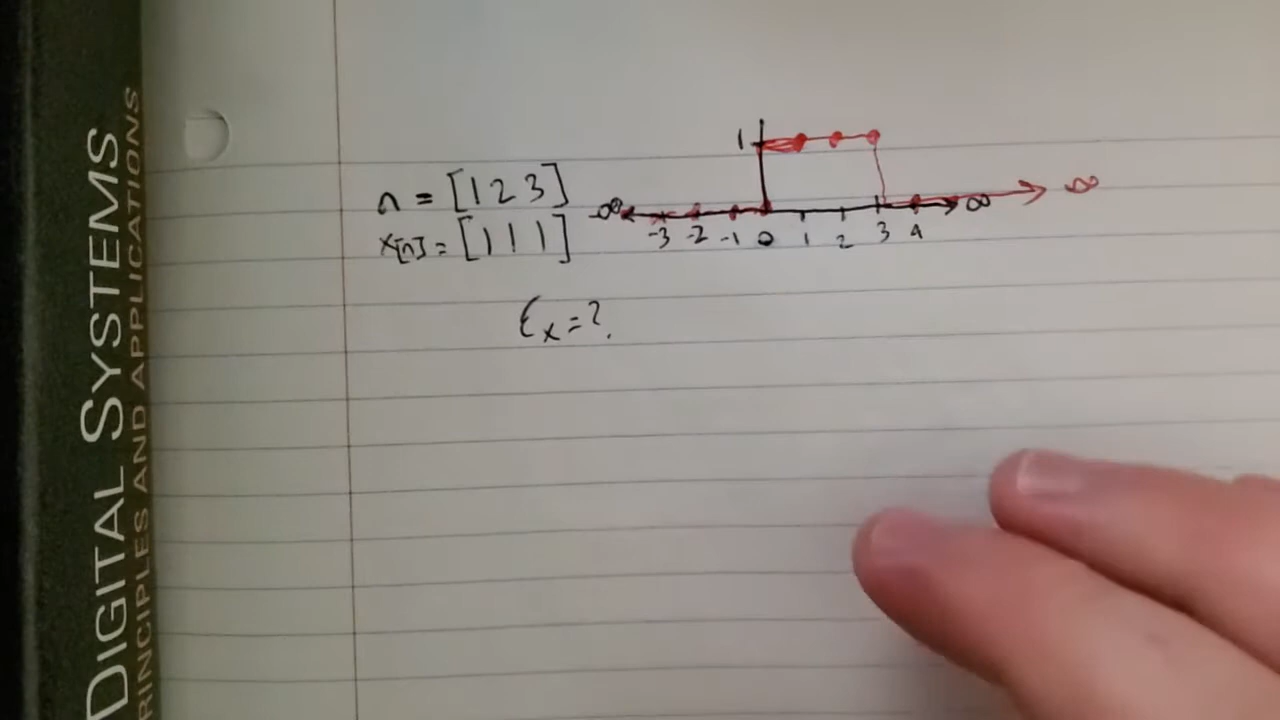 DIGITAL SYSTEMS
PRINCIPLES AND APPLICATIONS
n = [1 2 3]
x[n] = [1 1 1]
1
-∞ ∞ ∞
-3 -2 -1 0 1 2 3 4
Ex = ?